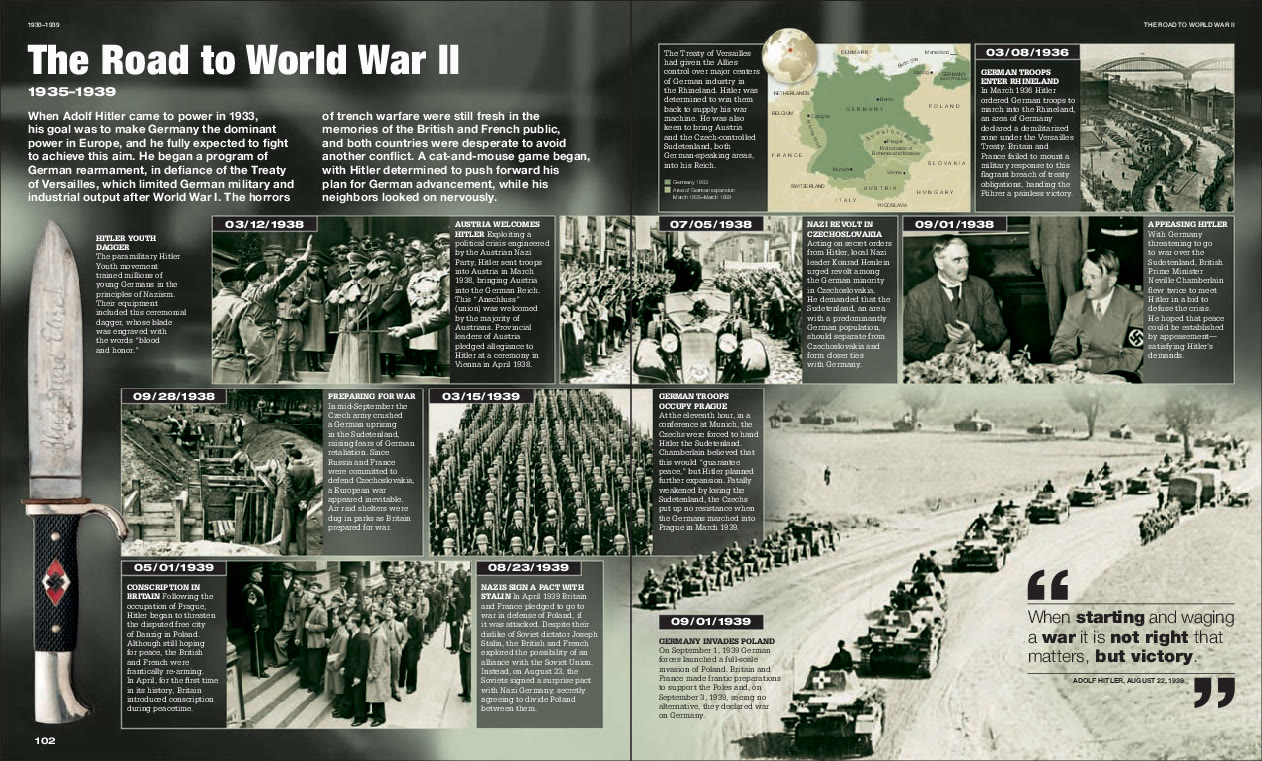 1930–1939
The Road to World War II
1935–1939
When Adolf Hitler came to power in 1933,
his goal was to make Germany the dominant
power in Europe, and he fully expected to fight
to achieve this aim. He began a program of
German rearmament, in defiance of the Treaty
of Versailles, which limited German military and
industrial output after World War I. The horrors
of trench warfare were still fresh in the
memories of the British and French public,
and both countries were desperate to avoid
another conflict. A cat-and-mouse game began,
with Hitler determined to push forward his
plan for German advancement, while his
neighbors looked on nervously.
THE ROAD TO WORLD WAR II
The Treaty of Versailles
had given the Allies
control over major centers
of German industry in
the Rhineland. Hitler was
determined to win them
back to supply his war
machine. He was also
keen to bring Austria
and the Czech-controlled
Sudetenland, both
German-speaking areas,
into his Reich.
Germany 1933
Area of German expansion
March 1935–March 1939
DENMARK
Memelland
Baltic Sea
Danzig
GERMANY
NETHERLANDS
Berlin
GERMANY
POLAND
BELGIUM
Cologne
Rhineland
Sudetenland
Prague
Protectorate of
Bohemia and Moravia
FRANCE
SLOVAKIA
Munich
Vienna
SWITZERLAND
AUSTRIA
HUNGARY
ITALY
YUGOSLAVIA
03/08/1936
GERMAN TROOPS
ENTER RHINELAND
In March 1936 Hitler
ordered German troops to
march into the Rhineland,
an area of Germany
declared a demilitarized
zone under the Versailles
Treaty. Britain and
France failed to mount a
military response to this
flagrant breach of treaty
obligations, handing the
Führer a painless victory.
HITLER YOUTH
DAGGER
The paramilitary Hitler
Youth movement
trained millions of
young Germans in the
principles of Naziism.
Their equipment
included this ceremonial
dagger, whose blade
was engraved with
the words "blood
and honor."
03/12/1938
AUSTRIA WELCOMES
HITLER Exploiting a
political crisis engineered
by the Austrian Nazi
Party, Hitler sent troops
into Austria in March
1938, bringing Austria
into the German Reich.
This "Anschluss"
(union) was welcomed
by the majority of
Austrians. Provincial
leaders of Austria
pledged allegiance to
Hitler at a ceremony in
Vienna in April 1938.
07/05/1938
NAZI REVOLT IN
CZECHOSLOVAKIA
Acting on secret orders
from Hitler, local Nazi
leader Konrad Henlein
urged revolt among
the German minority
in Czechoslovakia.
He demanded that the
Sudetenland, an area
with a predominantly
German population,
should separate from
Czechoslovakia and
form closer ties
with Germany.
09/01/1938
APPEASING HITLER
With Germany
threatening to go
to war over the
Sudetenland, British
Prime Minister
Neville Chamberlain
flew twice to meet
Hitler in a bid to
defuse the crisis.
He hoped that peace
could be established
by appeasement—
satisfying Hitler's
demands.
09/28/1938
PREPARING FOR WAR
In mid-September the
Czech army crushed
a German uprising
in the Sudetenland,
raising fears of German
retaliation. Since
Russia and France
were committed to
defend Czechoslovakia,
a European war
appeared inevitable.
Air raid shelters were
dug in parks as Britain
prepared for war.
03/15/1939
GERMAN TROOPS
OCCUPY PRAGUE
At the eleventh hour, in a
conference at Munich, the
Czechs were forced to hand
Hitler the Sudetenland.
Chamberlain believed that
this would "guarantee
peace," but Hitler planned
further expansion. Fatally
weakened by losing the
Sudetenland, the Czechs
put up no resistance when
the Germans marched into
Prague in March 1939.
05/01/1939
CONSCRIPTION IN
BRITAIN Following the
occupation of Prague,
Hitler began to threaten
the disputed free city
of Danzig in Poland.
Although still hoping
for peace, the British
and French were
frantically re-arming.
In April, for the first time
in its history, Britain
introduced conscription
during peacetime.
08/23/1939
NAZIS SIGN A PACT WITH
STALIN In April 1939 Britain
and France pledged to go to
war in defense of Poland, if
it was attacked. Despite their
dislike of Soviet dictator Joseph
Stalin, the British and French
explored the possibility of an
alliance with the Soviet Union.
Instead, on August 23, the
Soviets signed a surprise pact
with Nazi Germany, secretly
agreeing to divide Poland
between them.
09/01/1939
GERMANY INVADES POLAND
On September 1, 1939 German
forces launched a full-scale
invasion of Poland. Britain and
France made frantic preparations
to support the Poles and, on
September 3, 1939, seeing no
alternative, they declared war
on Germany.
“
When starting and waging
a war it is not right that
matters, but victory.
ADOLF HITLER, AUGUST 22, 1939
”
102